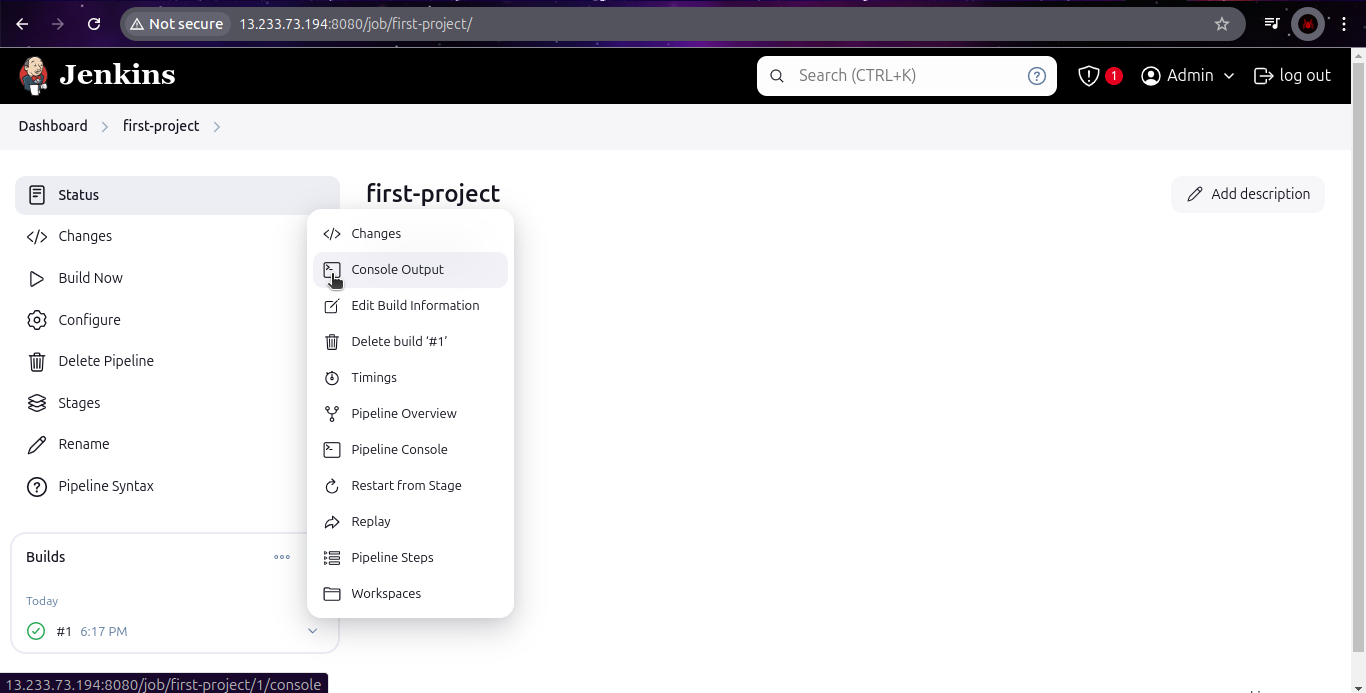 Not secure 13.233.73.194:8080/job/first-project/
Jenkins
Search (CTRL+K)
1
Admin
log out
Dashboard
first-project
Status
Changes
Build Now
Configure
Delete Pipeline
Stages
Rename
Pipeline Syntax
Builds
Today
#1 6:17 PM
first-project
Add description
Changes
Console Output
Edit Build Information
Delete build ‘#1’
Timings
Pipeline Overview
Pipeline Console
Restart from Stage
Replay
Pipeline Steps
Workspaces
13.233.73.194:8080/job/first-project/1/console